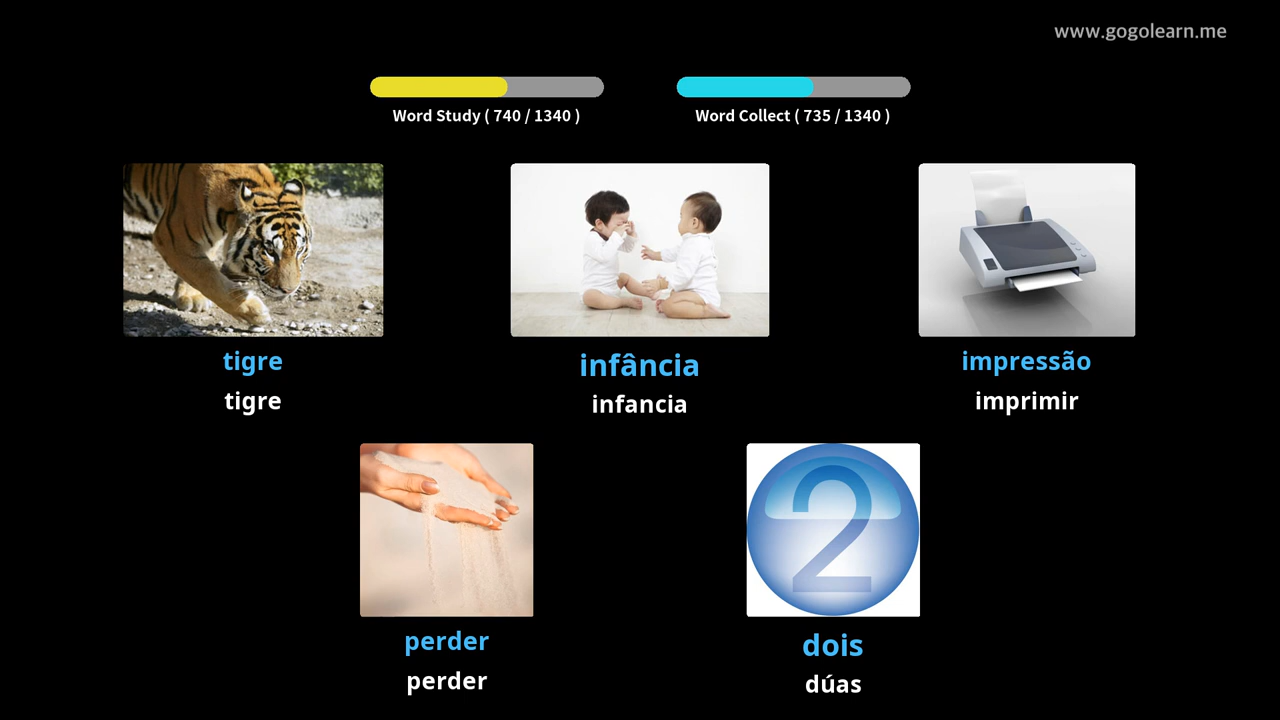 www.gogolearn.me
Word Study ( 740 / 1340 )
Word Collect ( 735 / 1340 )
tigre
tigre
infância
infancia
impressão
imprimir
perder
perder
2
dois
dúas